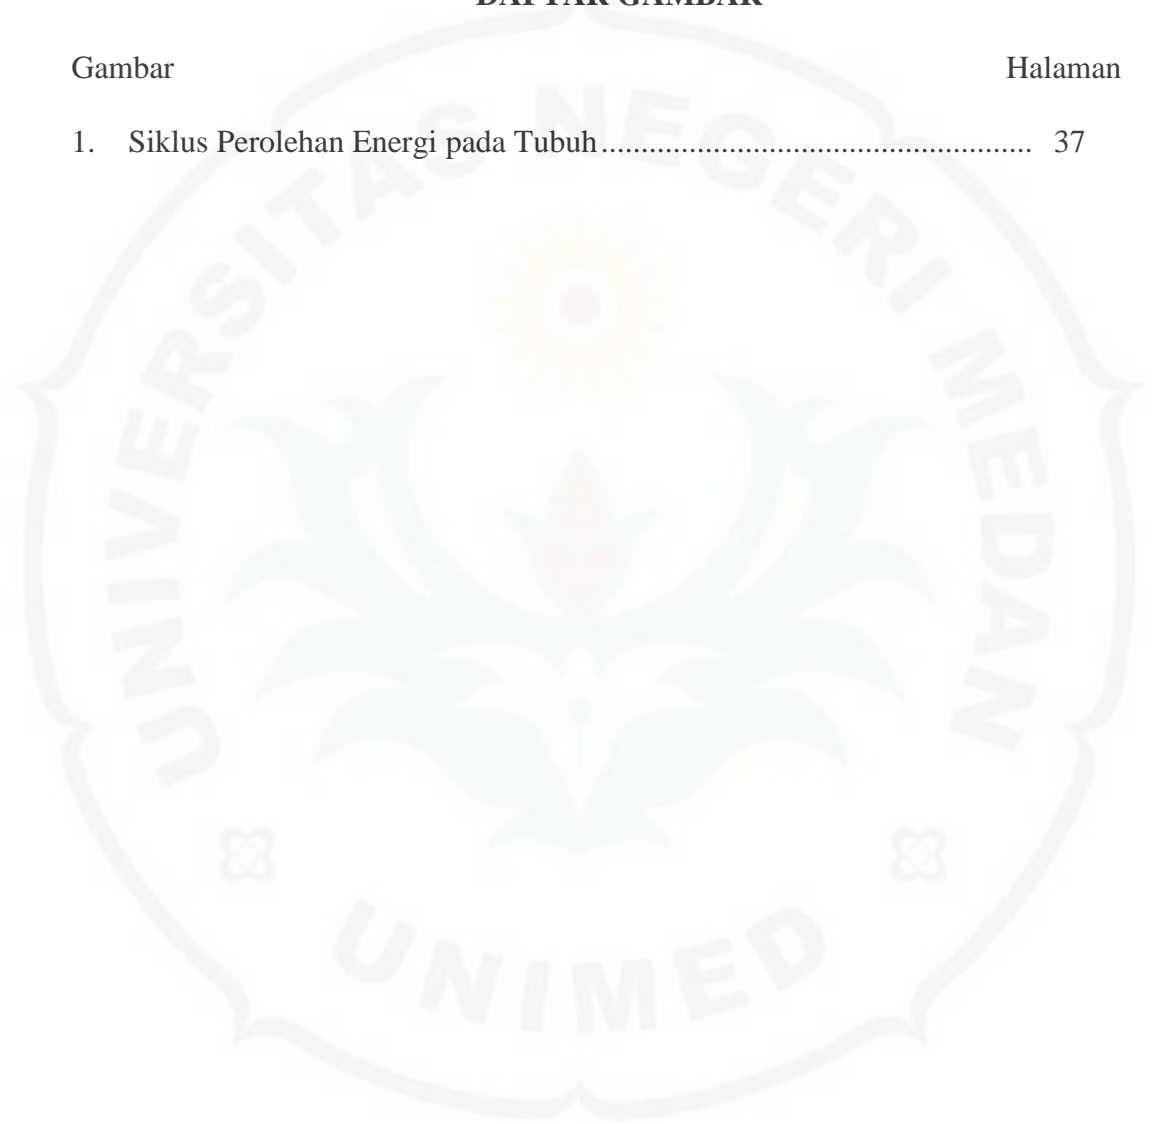 DAFTAR GAMBAR
Gambar Halaman
1. Siklus Perolehan Energi pada Tubuh ...................................................... 37
UNIVERSITAS NEGERI MEDAN
UNIMED